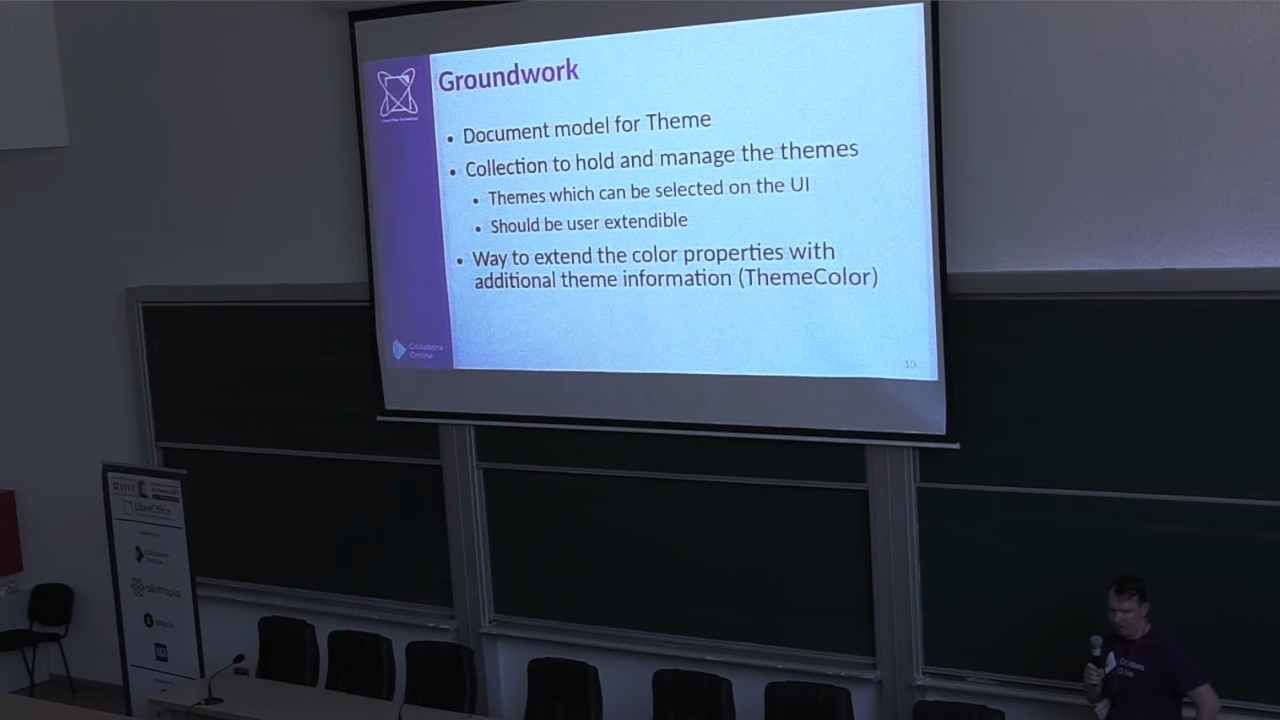 Groundwork
• Document model for Theme
• Collection to hold and manage the themes
• Themes which can be selected on the UI
• Should be user extendible
• Way to extend the color properties with
additional theme information (ThemeColor)
Collabora
Online
10
LibreOffice
Collabora
Online
allotropia
Collabora
Online